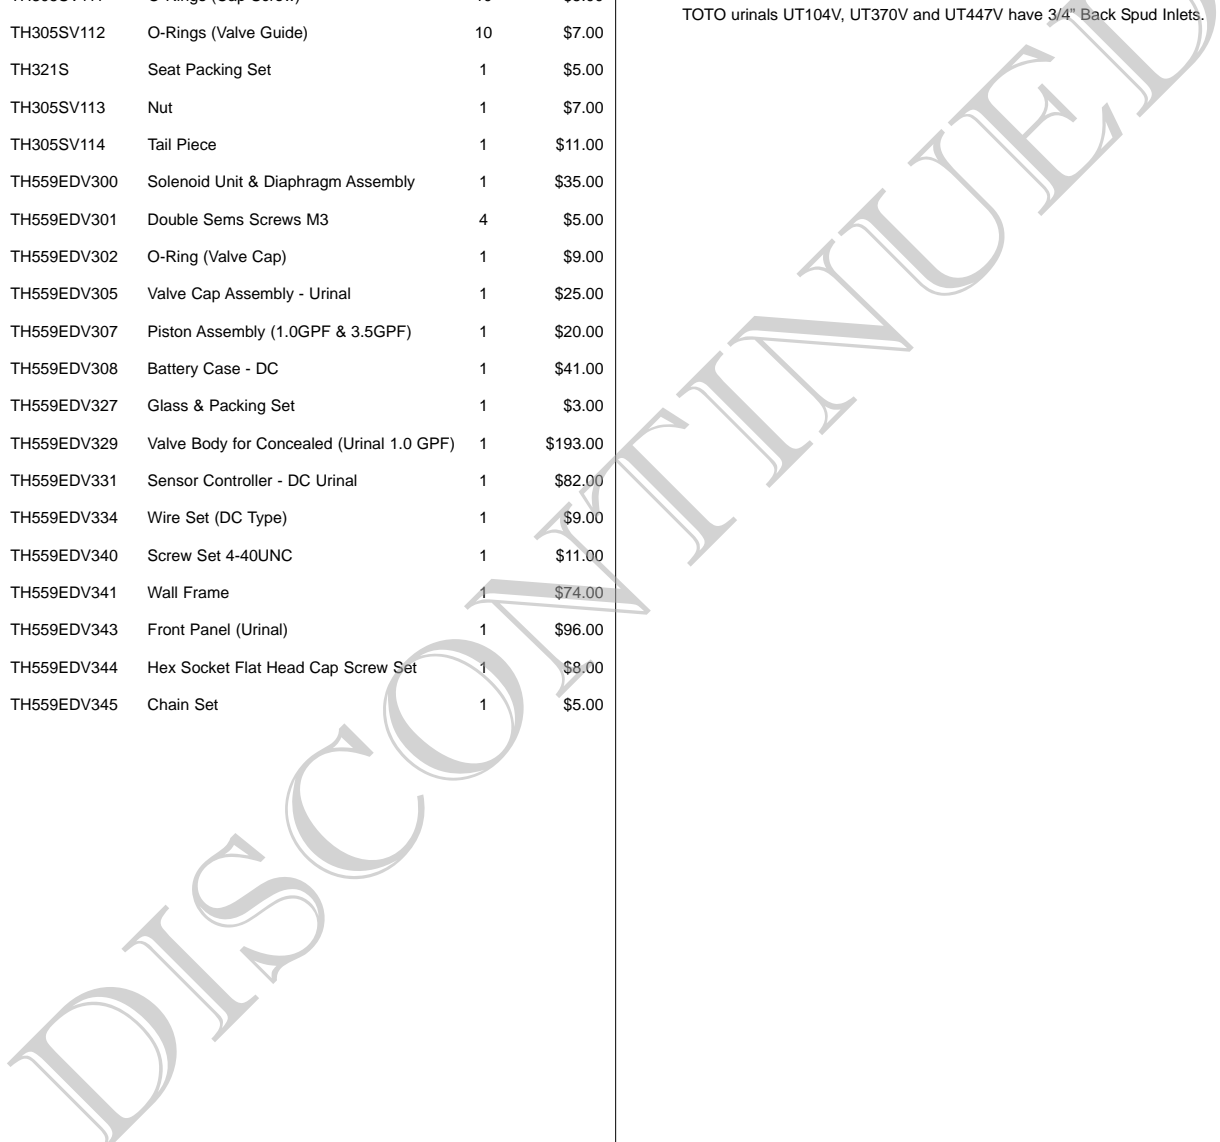 TH305SV112 O-Rings (Valve Guide) 10 $7.00
TH321S Seat Packing Set 1 $5.00
TH305SV113 Nut 1 $7.00
TH305SV114 Tail Piece 1 $11.00
TH559EDV300 Solenoid Unit & Diaphragm Assembly 1 $35.00
TH559EDV301 Double Sems Screws M3 4 $5.00
TH559EDV302 O-Ring (Valve Cap) 1 $9.00
TH559EDV305 Valve Cap Assembly - Urinal 1 $25.00
TH559EDV307 Piston Assembly (1.0GPF & 3.5GPF) 1 $20.00
TH559EDV308 Battery Case - DC 1 $41.00
TH559EDV327 Glass & Packing Set 1 $3.00
TH559EDV329 Valve Body for Concealed (Urinal 1.0 GPF) 1 $193.00
TH559EDV331 Sensor Controller - DC Urinal 1 $82.00
TH559EDV334 Wire Set (DC Type) 1 $9.00
TH559EDV340 Screw Set 4-40UNC 1 $11.00
TH559EDV341 Wall Frame 1 $74.00
TH559EDV343 Front Panel (Urinal) 1 $96.00
TH559EDV344 Hex Socket Flat Head Cap Screw Set 1 $8.00
TH559EDV345 Chain Set 1 $5.00
TOTO urinals UT104V, UT370V and UT447V have 3/4" Back Spud Inlets.
DISCONTINUED